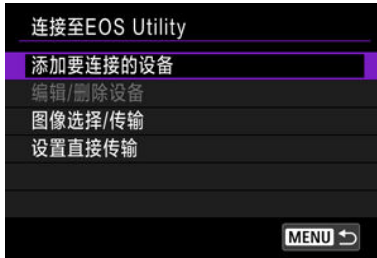 连接至EOS Utility
添加要连接的设备
编辑/删除设备
图像选择/传输
设置直接传输
MENU